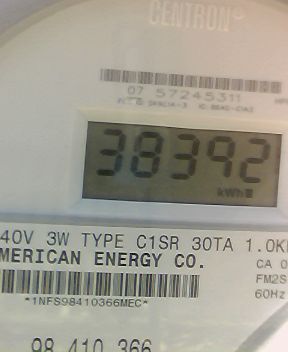 CENTRON®
07 57245311
38392
kWh
40V 3W TYPE C1SR 30TA 1.0K
MERICAN ENERGY CO.
CA 0
FM2S
60Hz
*1NFS98410366MEC*
98 410 366